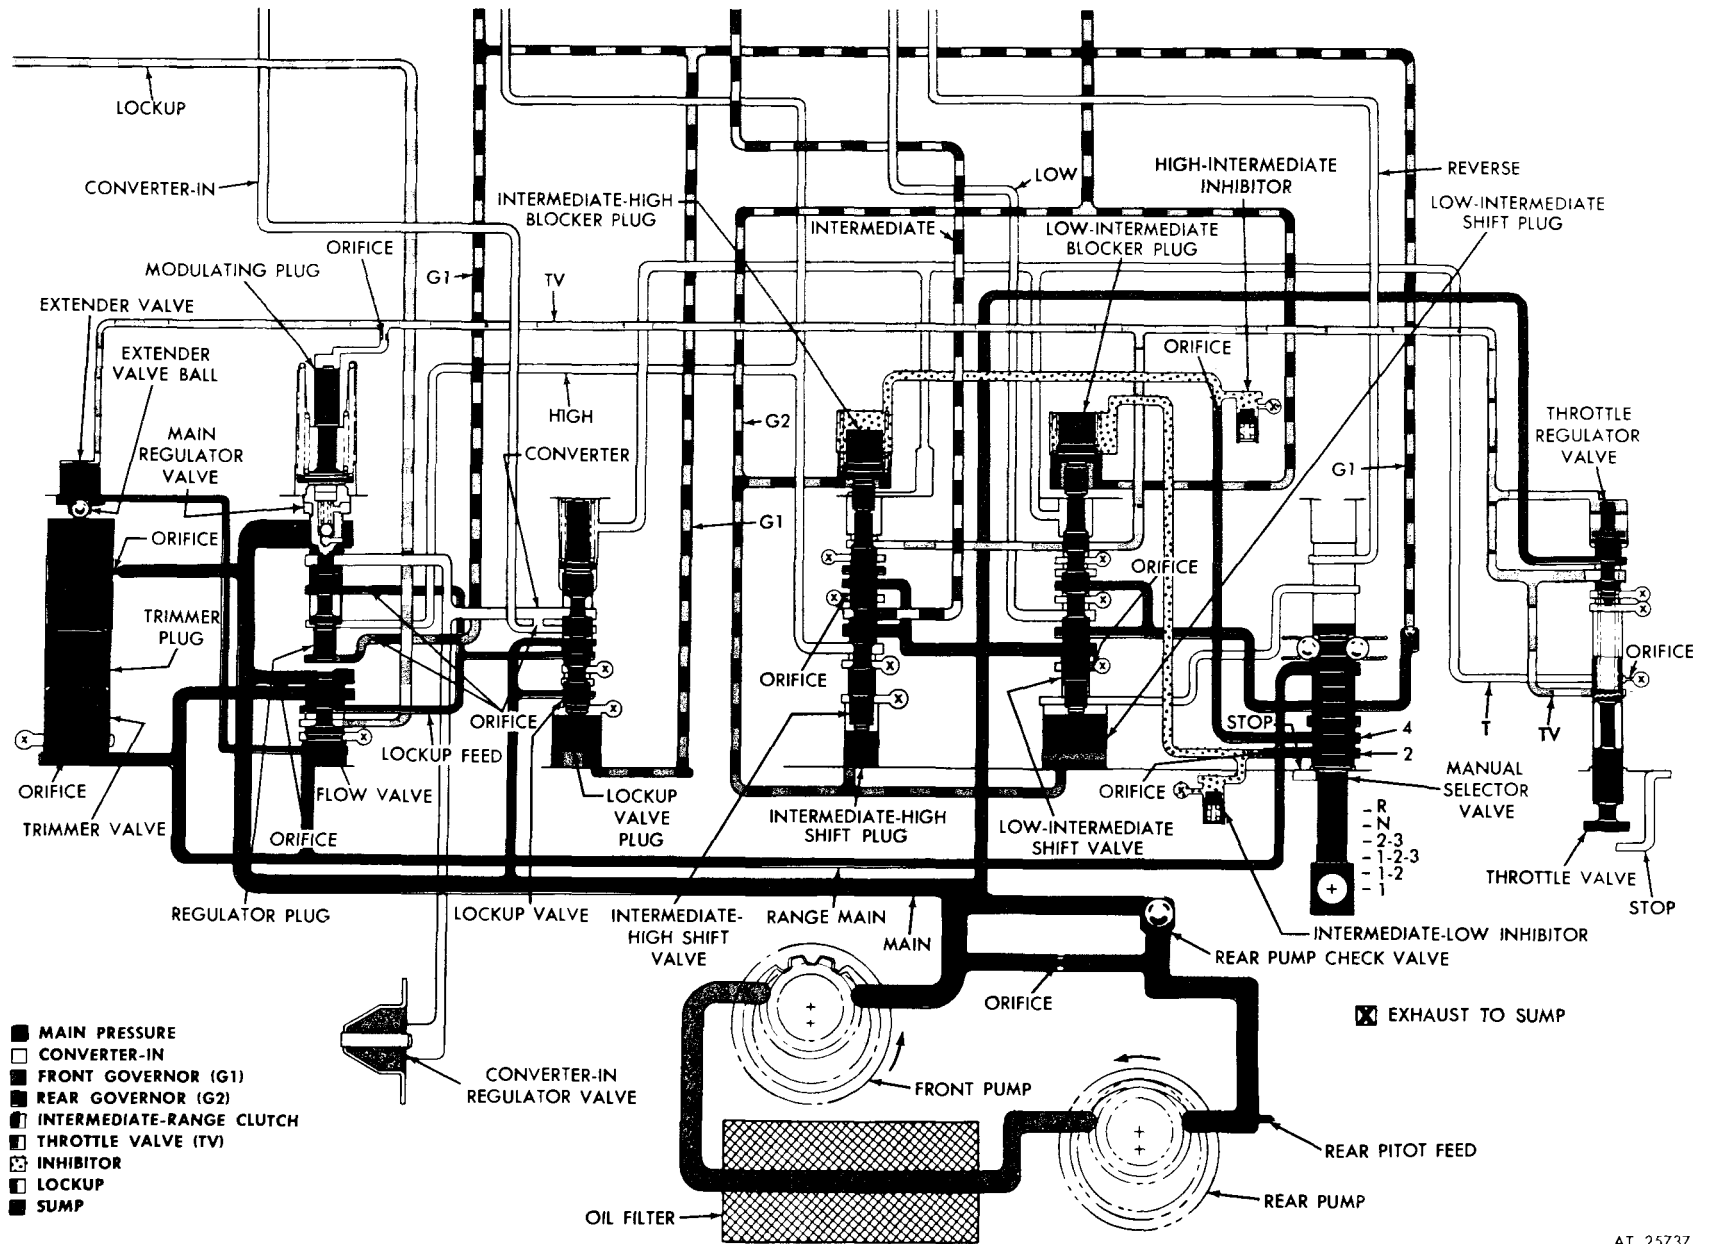 LOCKUP
CONVERTER-IN
ORIFICE
MODULATING PLUG
EXTENDER VALVE
EXTENDER
VALVE BALL
MAIN
REGULATOR
VALVE
ORIFICE
TRIMMER
PLUG
ORIFICE
TRIMMER VALVE
G1
TV
INTERMEDIATE-HIGH
BLOCKER PLUG
INTERMEDIATE
LOW
HIGH-INTERMEDIATE
INHIBITOR
REVERSE
LOW-INTERMEDIATE
SHIFT PLUG
LOW-INTERMEDIATE
BLOCKER PLUG
HIGH
CONVERTER
G2
G1
ORIFICE
G1
THROTTLE
REGULATOR
VALVE
ORIFICE
ORIFICE
ORIFICE
ORIFICE
LOCKUP FEED
FLOW VALVE
ORIFICE
REGULATOR PLUG
LOCKUP VALVE
LOCKUP
VALVE
PLUG
INTERMEDIATE-
HIGH SHIFT
VALVE
INTERMEDIATE-HIGH
SHIFT PLUG
RANGE MAIN
MAIN
LOW-INTERMEDIATE
SHIFT VALVE
ORIFICE
STOP
4
2
MANUAL
SELECTOR
VALVE
R
N
2-3
1-2-3
1-2
1
T
TV
THROTTLE VALVE
STOP
INTERMEDIATE-LOW INHIBITOR
REAR PUMP CHECK VALVE
ORIFICE
X EXHAUST TO SUMP
FRONT PUMP
CONVERTER-IN
REGULATOR VALVE
REAR PITOT FEED
REAR PUMP
OIL FILTER
MAIN PRESSURE
CONVERTER-IN
FRONT GOVERNOR (G1)
REAR GOVERNOR (G2)
INTERMEDIATE-RANGE CLUTCH
THROTTLE VALVE (TV)
INHIBITOR
LOCKUP
SUMP
AT 25737